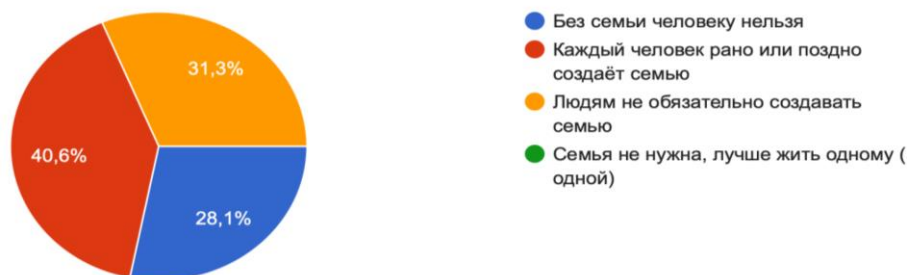 31,3%
40,6%
28,1%
Без семьи человеку нельзя
Каждый человек рано или поздно
создаёт семью
Людям не обязательно создавать
семью
Семья не нужна, лучше жить одному (
одной)